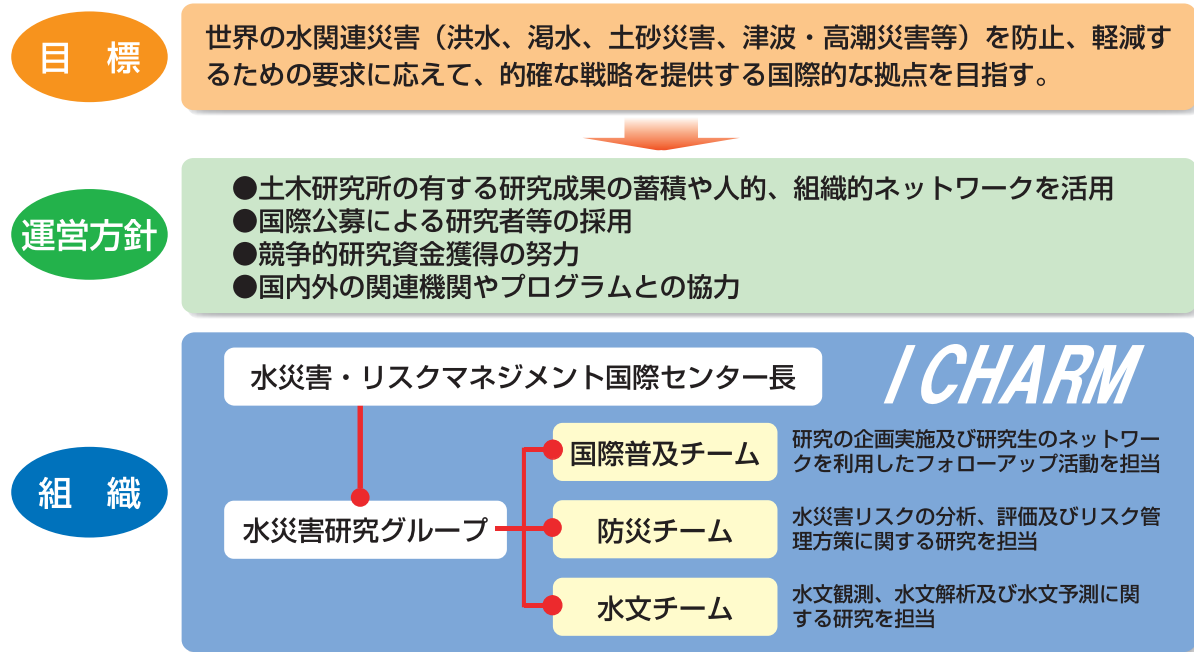 目　標
世界の水関連災害（洪水、渇水、土砂災害、津波・高潮災害等）を防止、軽減す
るための要求に応えて、的確な戦略を提供する国際的な拠点を目指す。
運営方針
●土木研究所の有する研究成果の蓄積や人的、組織的ネットワークを活用
●国際公募による研究者等の採用
●競争的研究資金獲得の努力
●国内外の関連機関やプログラムとの協力
組　織
水災害・リスクマネジメント国際センター長
ICHARM
水災害研究グループ
国際普及チーム
研究の企画実施及び研究生のネットワー
クを利用したフォローアップ活動を担当
防災チーム
水災害リスクの分析、評価及びリスク管
理方策に関する研究を担当
水文チーム
水文観測、水文解析及び水文予測に関
する研究を担当